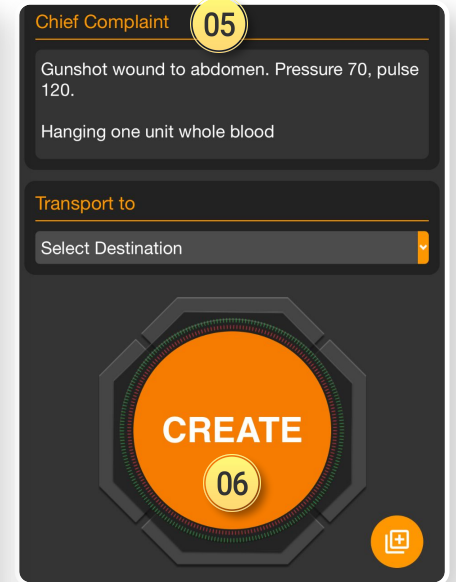 Chief Complaint
05
Gunshot wound to abdomen. Pressure 70, pulse
120.
Hanging one unit whole blood
Transport to
Select Destination
CREATE
06